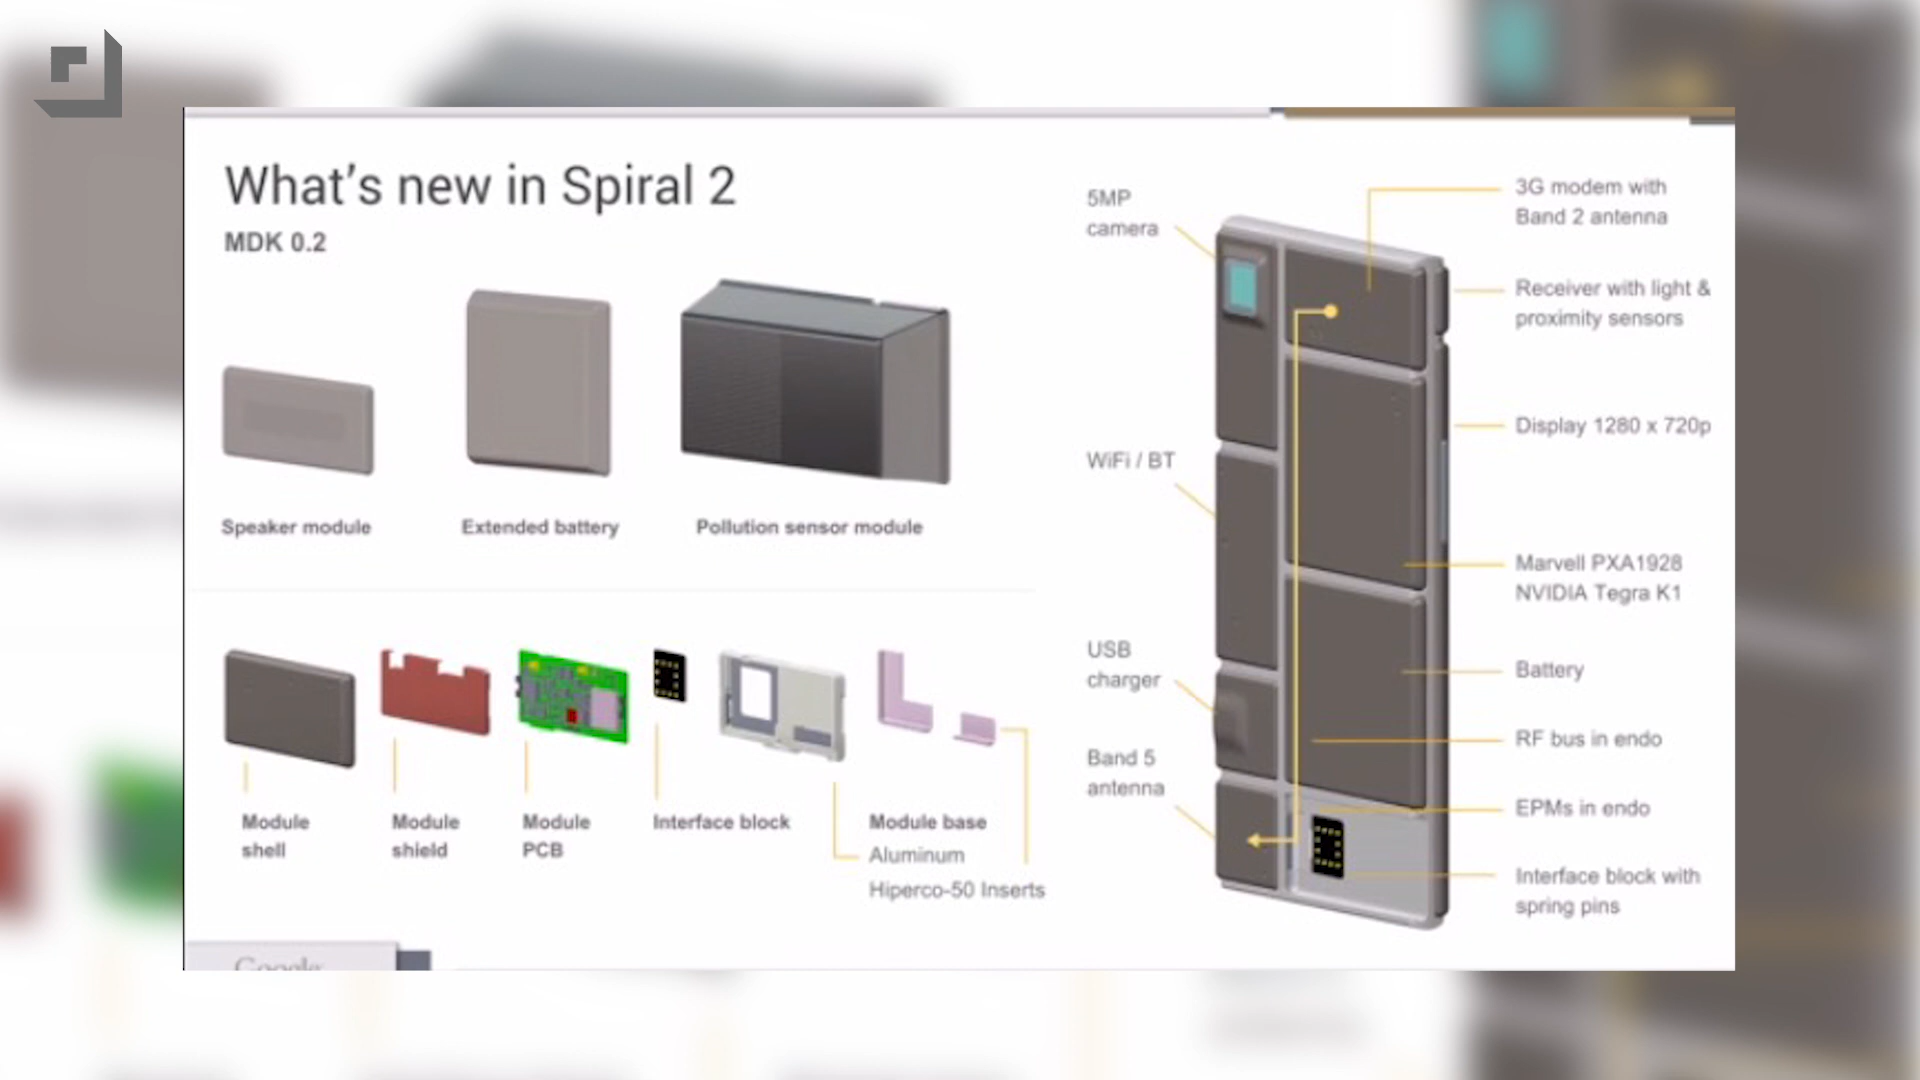 What's new in Spiral 2
MDK 0.2
Speaker module
Extended battery
Pollution sensor module
Module
shell
Module
shield
Module
PCB
Interface block
Module base
Aluminum
Hiperco-50 Inserts
5MP
camera
WiFi / BT
USB
charger
Band 5
antenna
3G modem with
Band 2 antenna
Receiver with light &
proximity sensors
Display 1280 x 720p
Marvell PXA1928
NVIDIA Tegra K1
Battery
RF bus in endo
EPMs in endo
Interface block with
spring pins
Google